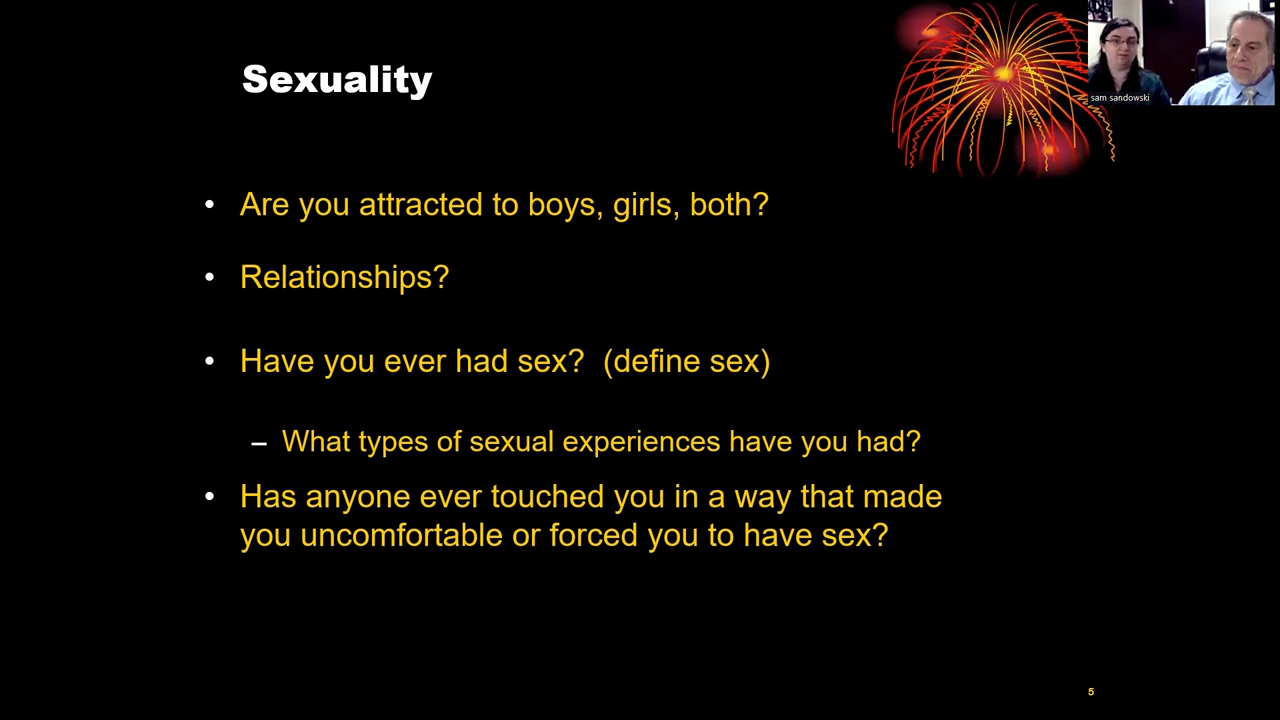 Sexuality
sam sandowski
• Are you attracted to boys, girls, both?
• Relationships?
• Have you ever had sex? (define sex)
– What types of sexual experiences have you had?
• Has anyone ever touched you in a way that made
you uncomfortable or forced you to have sex?
5